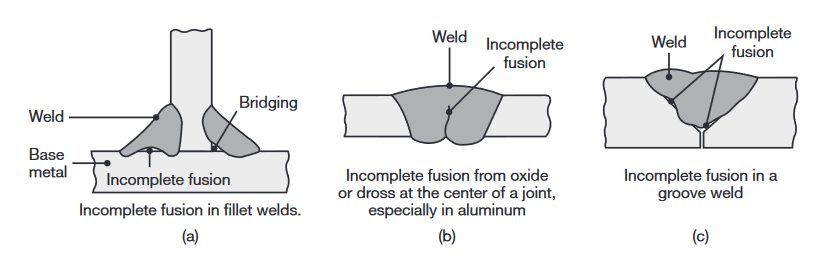 Weld
Bridging
Base
metal
Incomplete fusion
Incomplete fusion in fillet welds.
(a)
Weld
Incomplete
fusion
Incomplete fusion from oxide
or dross at the center of a joint,
especially in aluminum
(b)
Weld
Incomplete
fusion
Incomplete fusion in a
groove weld
(c)